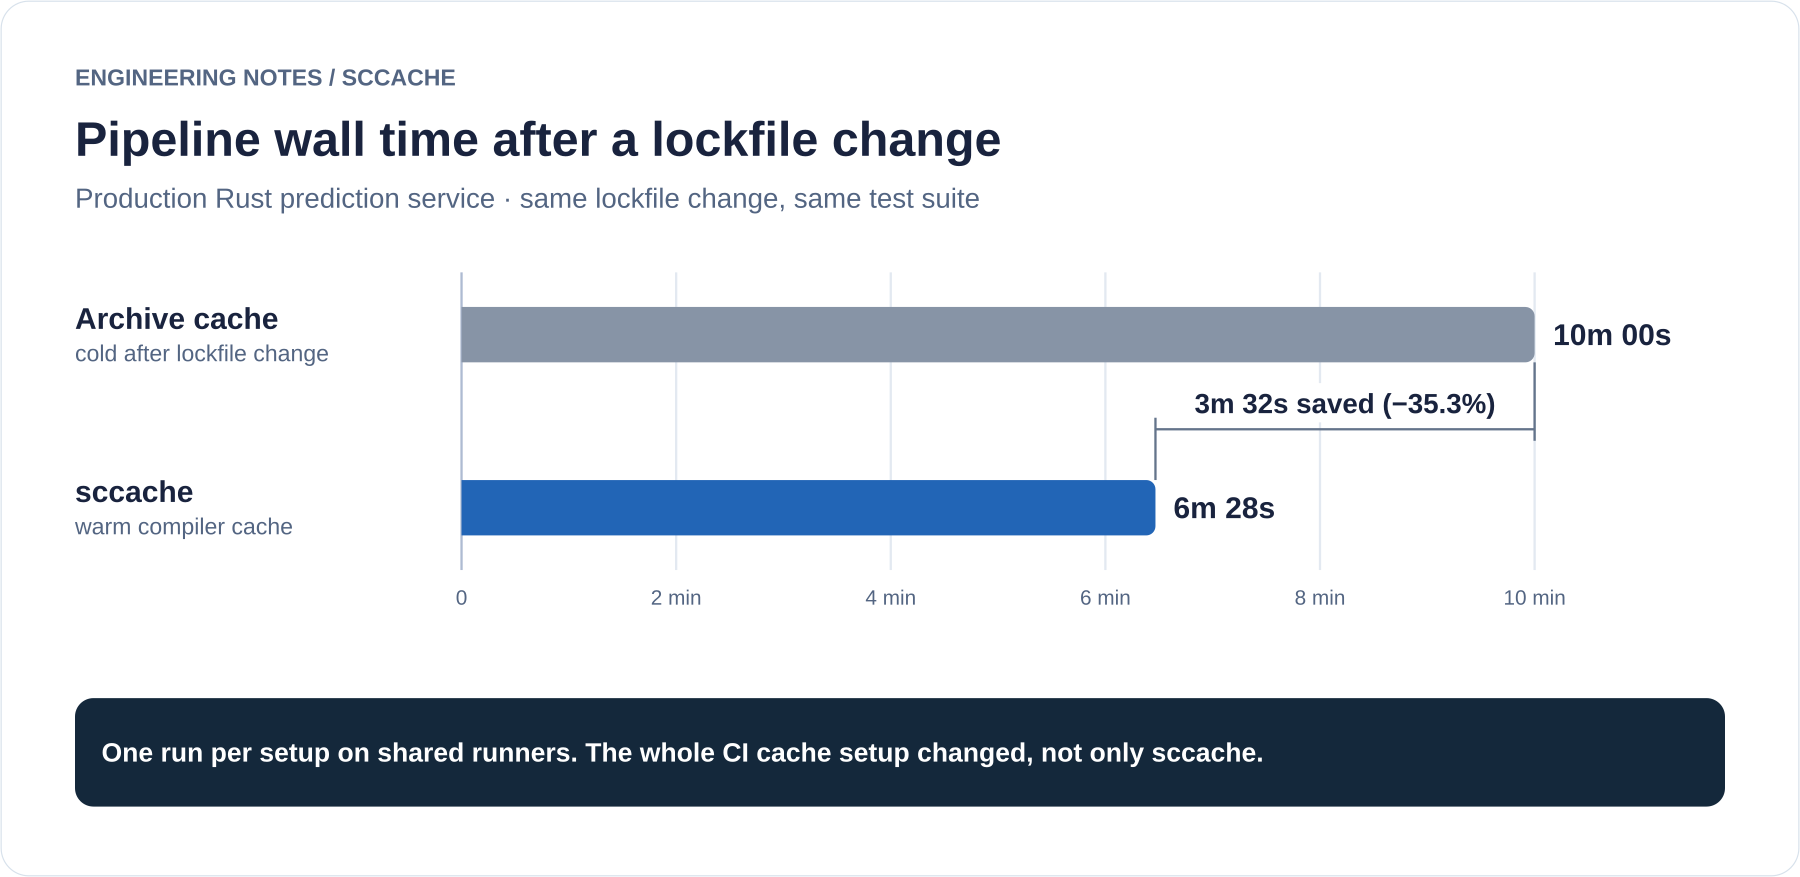 ENGINEERING NOTES / SCCACHE
Pipeline wall time after a lockfile change
Production Rust prediction service · same lockfile change, same test suite
Archive cache
cold after lockfile change
10m 00s
3m 32s saved (−35.3%)
sccache
warm compiler cache
6m 28s
0 2 min 4 min 6 min 8 min 10 min
One run per setup on shared runners. The whole CI cache setup changed, not only sccache.